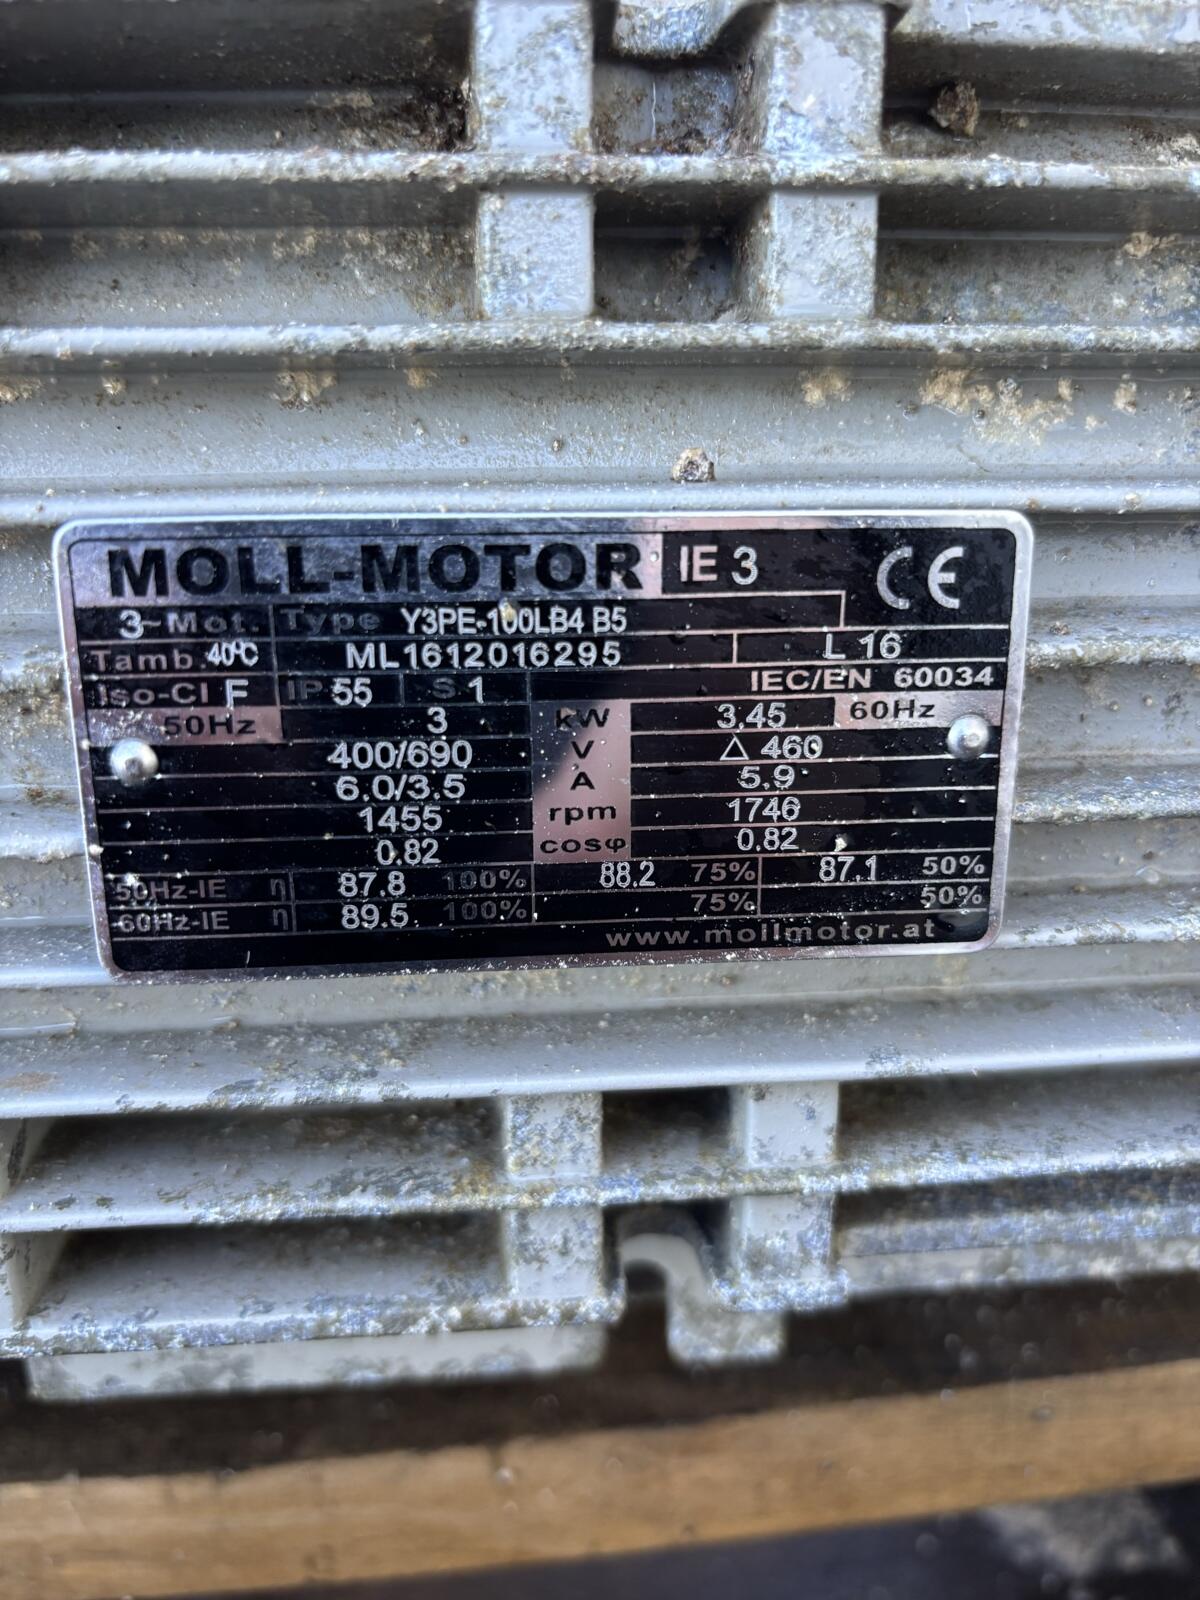 MOLL-MOTOR IE 3 CE
3~Mot. Type Y3PE-100LB4 B5
Tamb. 40°C ML1612016295 L 16
Iso-Cl F IP 55 S 1 IEC/EN 60034
50Hz 3 kW 3.45 60Hz
400/690 V △ 460
6.0/3.5 A 5.9
1455 rpm 1746
0.82 cosφ 0.82
50Hz-IE η 87.8 100% 88.2 75% 87.1 50%
60Hz-IE η 89.5 100% 75% 50%
www.mollmotor.at